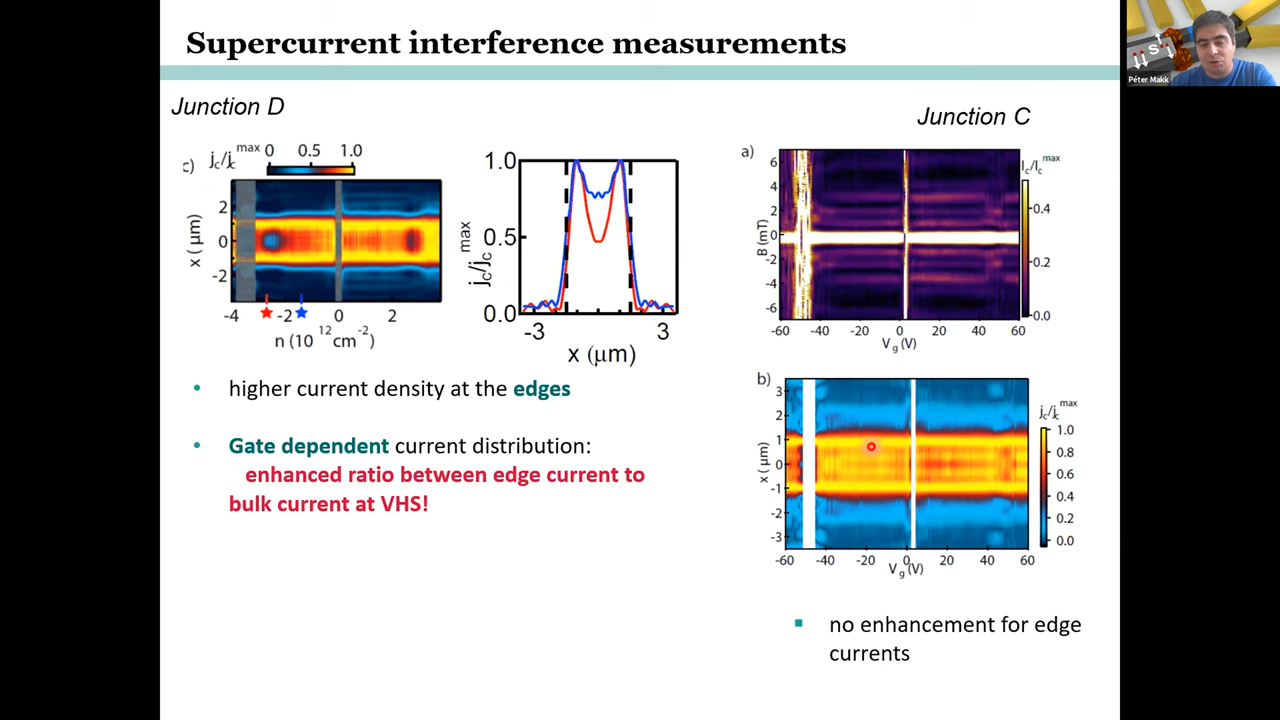 Supercurrent interference measurements
Péter Makk
S
Junction D
Junction C
c) jc/jc max 0 0.5 1.0
x (μm)
2
0
-2
-4 -2 0 2
n (10 12 cm-2)
jc/jc max
1.0
0.5
0.0
-3 3
x (μm)
a)
B (mT)
6
4
2
0
-2
-4
-6
-60 -40 -20 0 20 40 60
Vg (V)
Ic/Ic max
0.4
0.2
0.0
higher current density at the edges
Gate dependent current distribution:
enhanced ratio between edge current to
bulk current at VHS!
b)
x (μm)
3
2
1
0
-1
-2
-3
-60 -40 -20 0 20 40 60
Vg (V)
jc/jc max
1.0
0.8
0.6
0.4
0.2
0.0
no enhancement for edge
currents